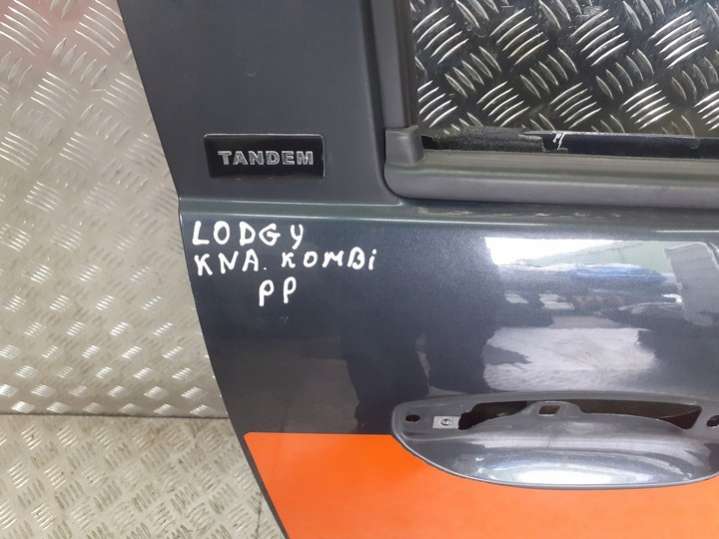 TANDEM
LODGY
KNA. KOMBi
PP